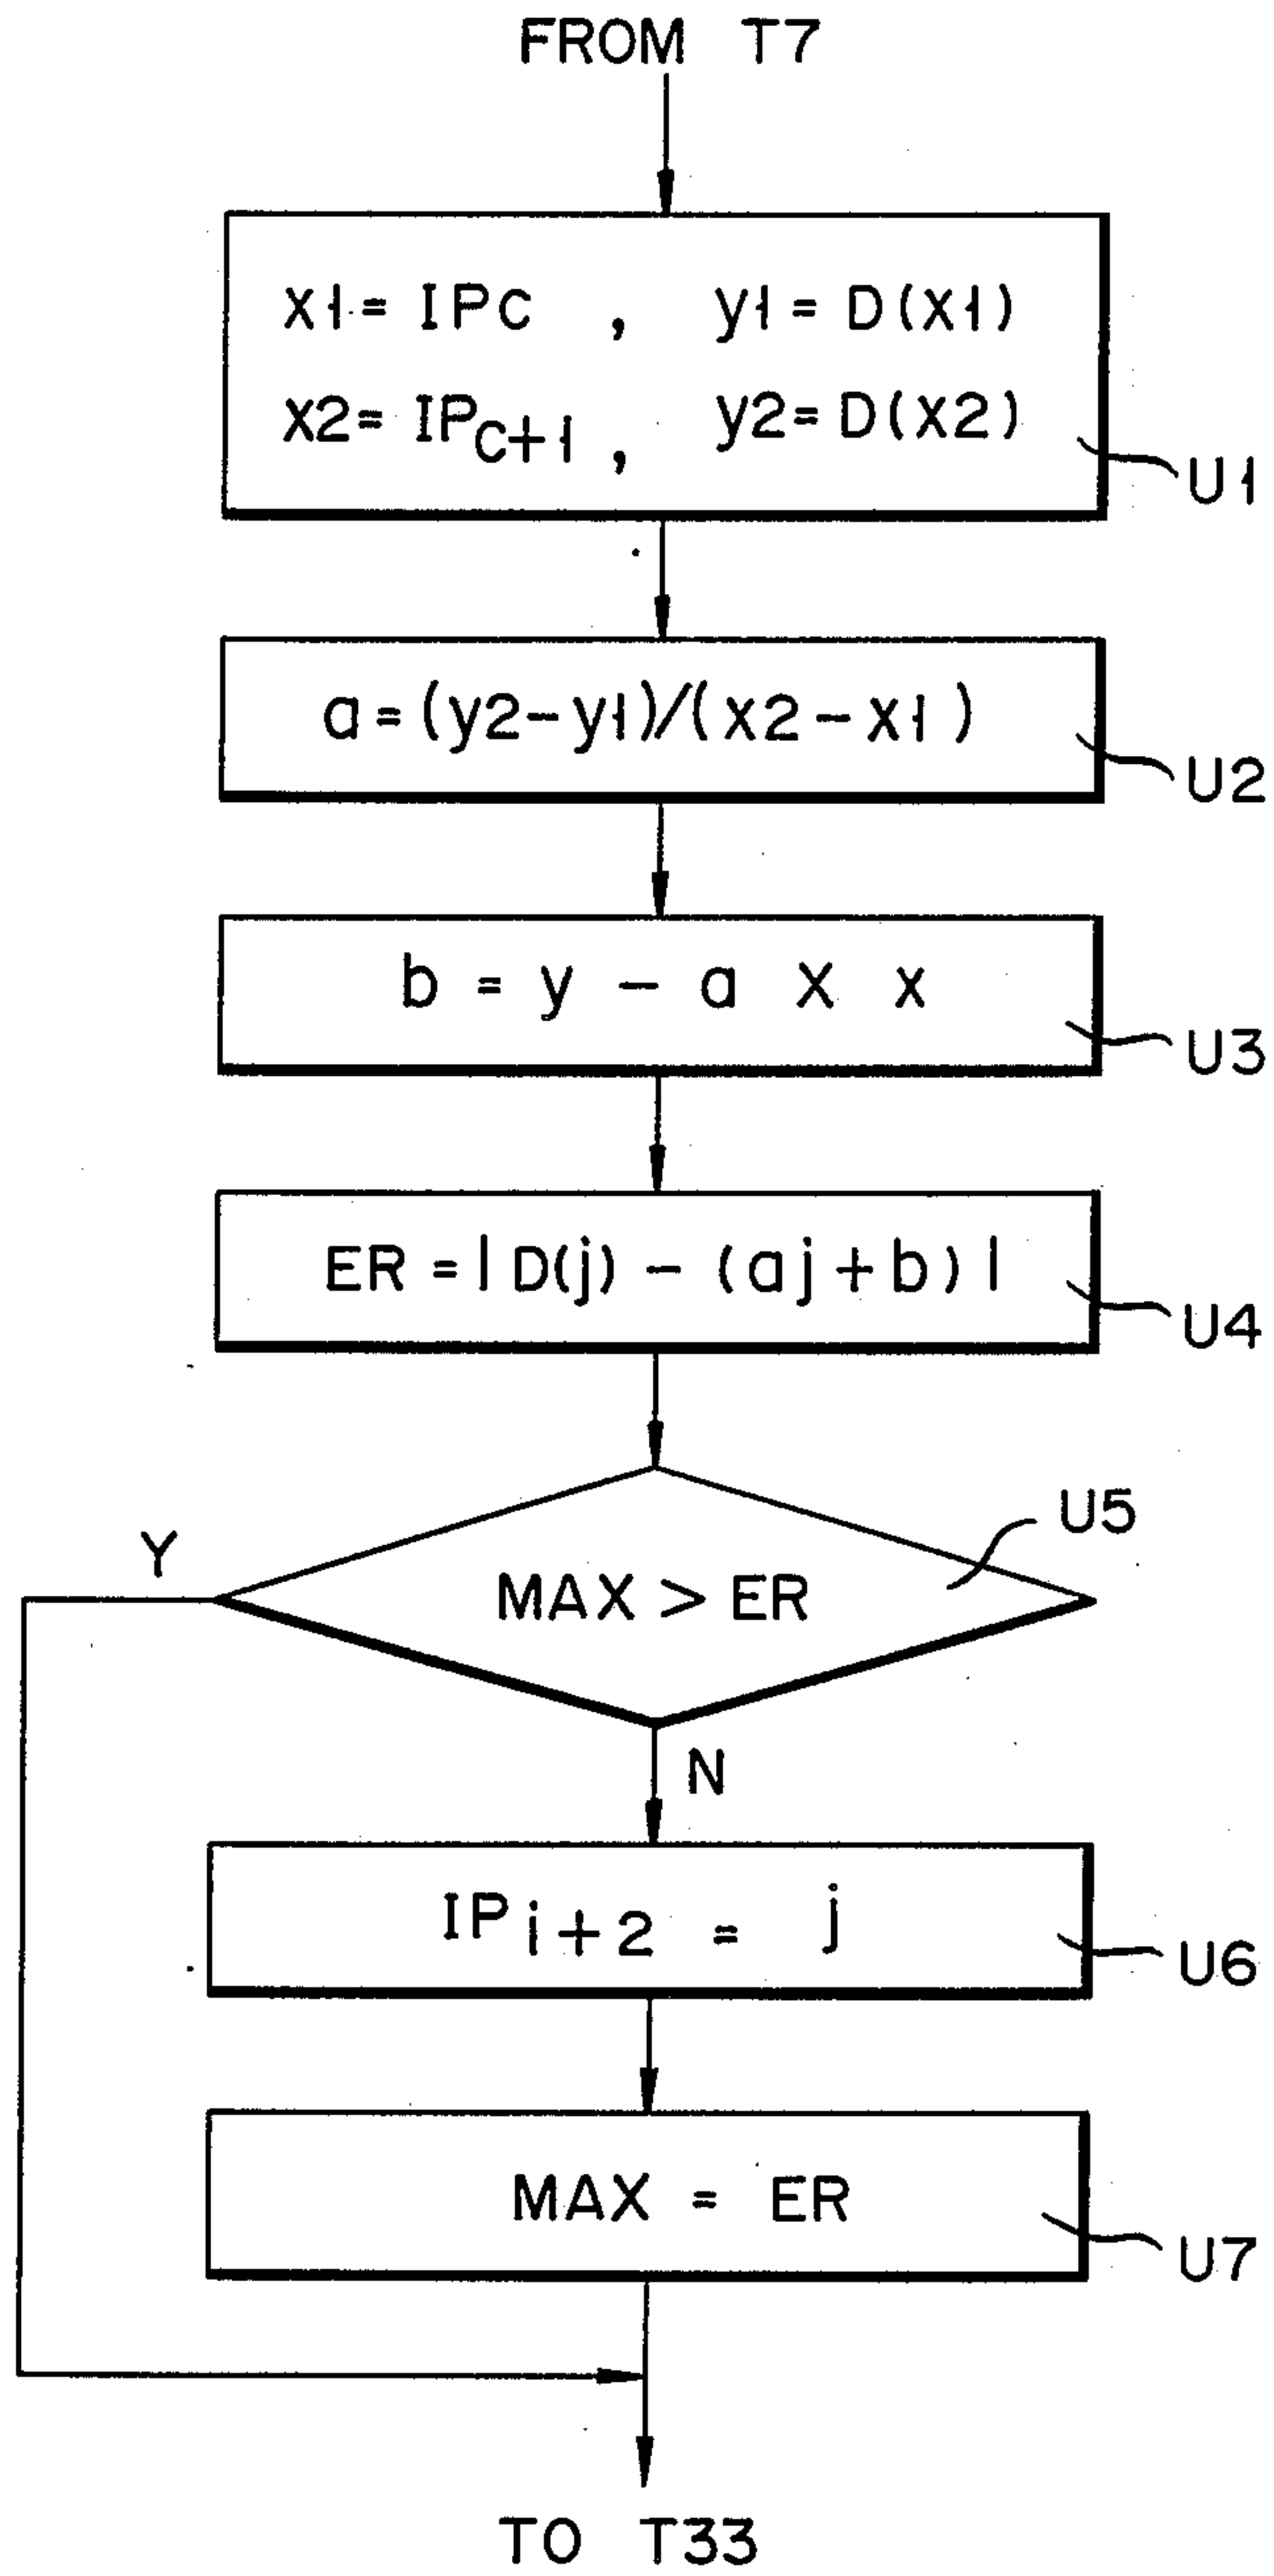 FROM T7
x1 = IPC , y1 = D(x1)
x2 = IPC+1 , y2 = D(x2)
U1
a = (y2-y1)/(x2-x1)
U2
b = y - a X x
U3
ER = | D(j) - (aj+b) |
U4
U5
Y
MAX > ER
N
IPi+2 = j
U6
MAX = ER
U7
TO T33